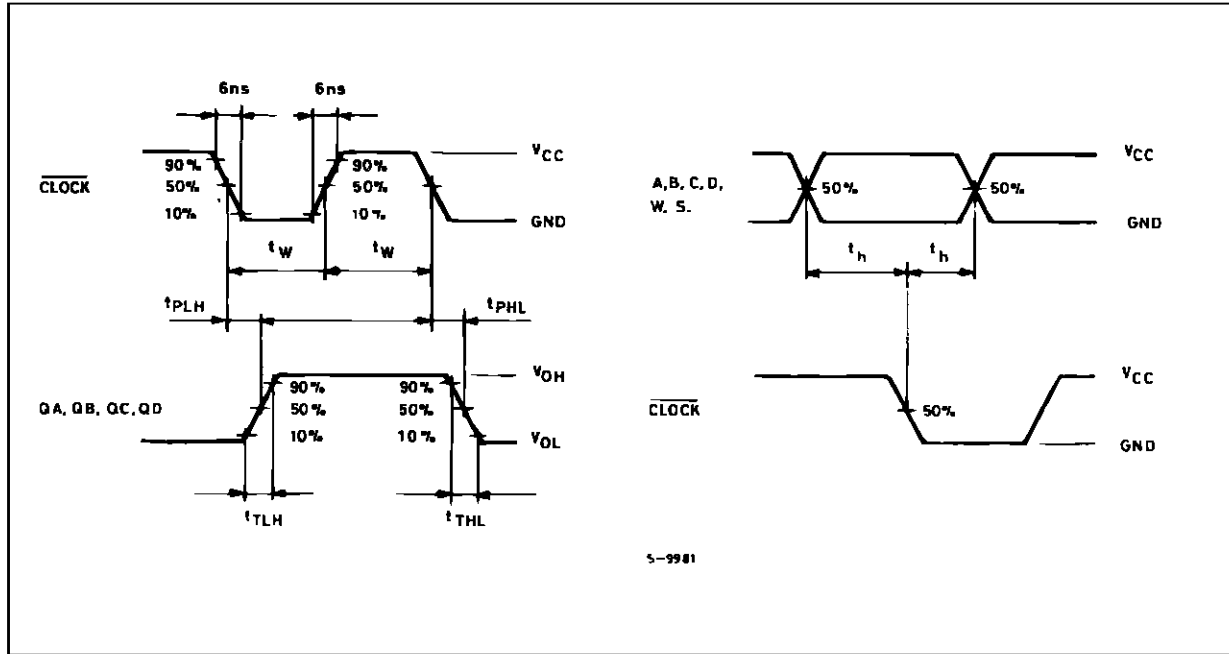 6ns 6ns
90% 90% VCC
CLOCK 50% 50%
10% 10% GND
tW tW
tPLH tPHL
90% 90% VOH
QA, QB, QC, QD 50% 50%
10% 10% VOL
tTLH tTHL
VCC
A, B, C, D, 50% 50%
W. S.
GND
th th
VCC
CLOCK 50%
GND
S-9981